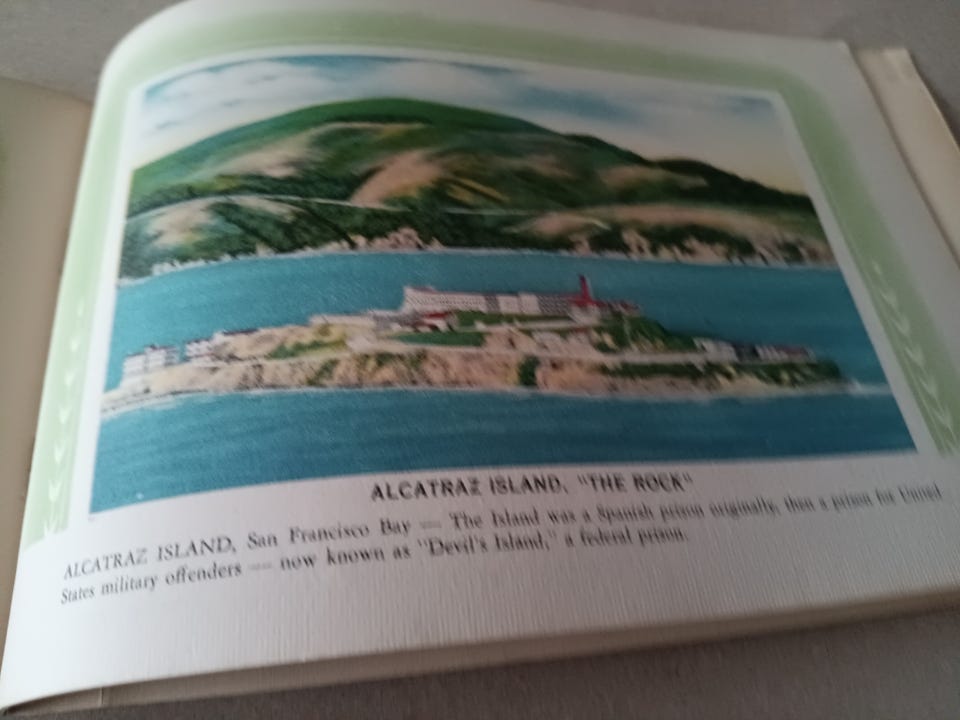 ALCATRAZ ISLAND, "THE ROCK"
ALCATRAZ ISLAND, San Francisco Bay — The Island was a Spanish prison originally, then a prison for United
States military offenders — now known as "Devil's Island," a federal prison.